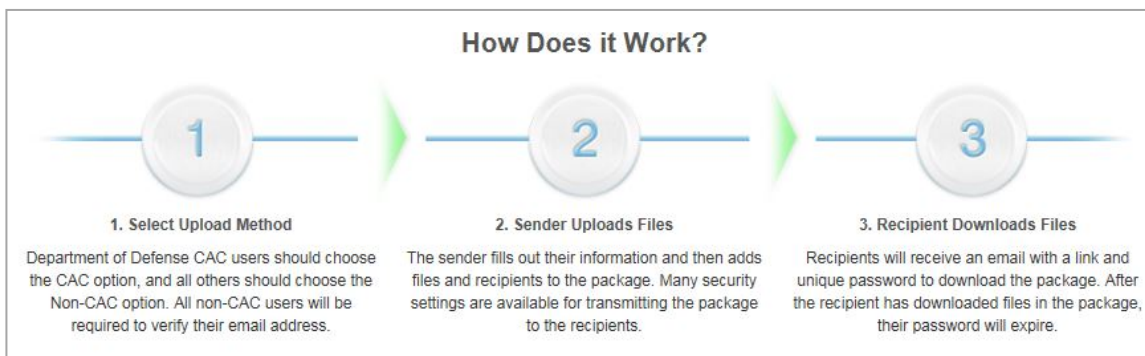 How Does it Work?
1
2
3
1. Select Upload Method
Department of Defense CAC users should choose
the CAC option, and all others should choose the
Non-CAC option. All non-CAC users will be
required to verify their email address.
2. Sender Uploads Files
The sender fills out their information and then adds
files and recipients to the package. Many security
settings are available for transmitting the package
to the recipients.
3. Recipient Downloads Files
Recipients will receive an email with a link and
unique password to download the package. After
the recipient has downloaded files in the package,
their password will expire.